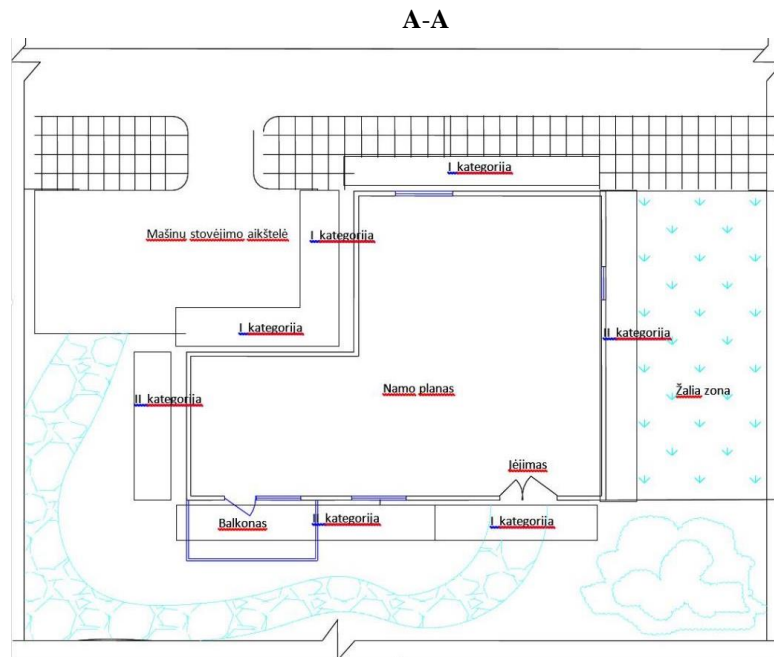 A-A
I kategorija
Mašinų stovėjimo aikštelė
I kategorija
I kategorija
II kategorija
Namo planas
II kategorija
Žalia zona
Įėjimas
Balkonas
II kategorija
I kategorija